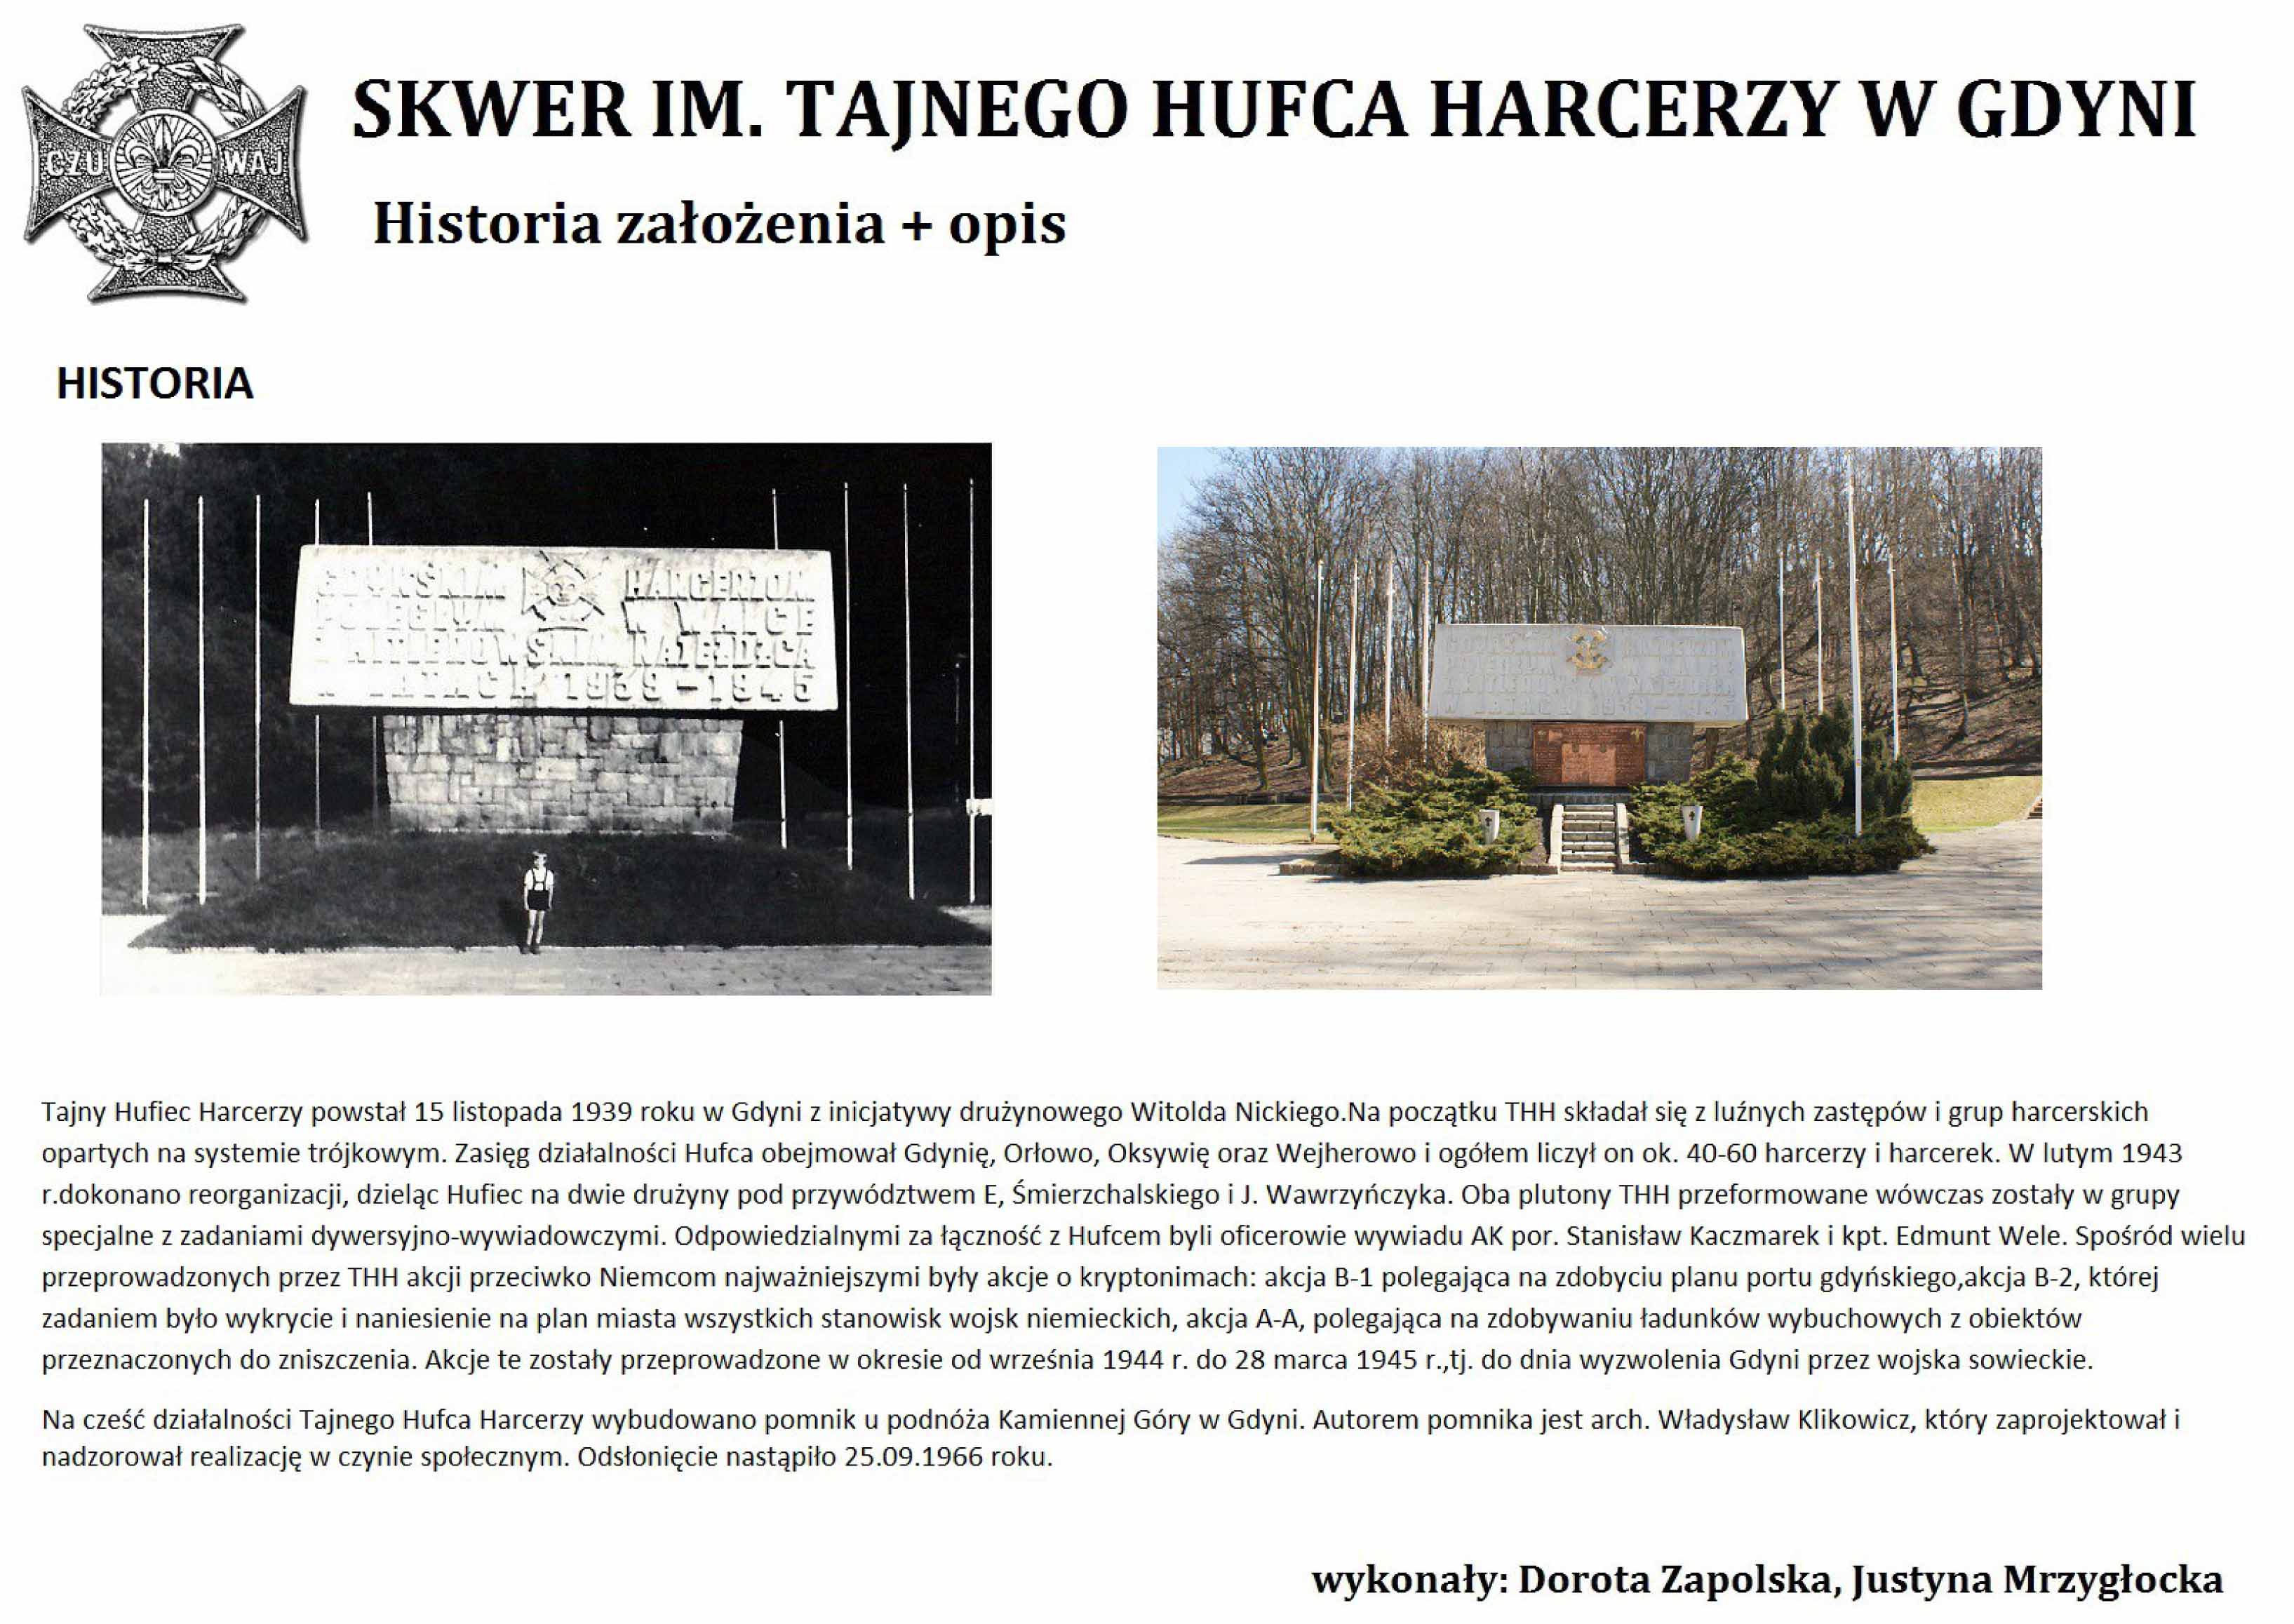 CZUWAJ
SKWER IM. TAJNEGO HUFCA HARCERZY W GDYNI
Historia założenia + opis
HISTORIA
GDYŃSKIM HARCERZOM
POLEGŁYM W WALCE
Z HITLEROWSKIM NAJEŹDŹCĄ
W LATACH 1939-1945
Tajny Hufiec Harcerzy powstał 15 listopada 1939 roku w Gdyni z inicjatywy drużynowego Witolda Nickiego.Na początku THH składał się z luźnych zastępów i grup harcerskich
opartych na systemie trójkowym. Zasięg działalności Hufca obejmował Gdynię, Orłowo, Oksywię oraz Wejherowo i ogółem liczył on ok. 40-60 harcerzy i harcerek. W lutym 1943
r.dokonano reorganizacji, dzieląc Hufiec na dwie drużyny pod przywództwem E, Śmierzchalskiego i J. Wawrzyńczyka. Oba plutony THH przeformowane wówczas zostały w grupy
specjalne z zadaniami dywersyjno-wywiadowczymi. Odpowiedzialnymi za łączność z Hufcem byli oficerowie wywiadu AK por. Stanisław Kaczmarek i kpt. Edmunt Wele. Spośród wielu
przeprowadzonych przez THH akcji przeciwko Niemcom najważniejszymi były akcje o kryptonimach: akcja B-1 polegająca na zdobyciu planu portu gdyńskiego,akcja B-2, której
zadaniem było wykrycie i naniesienie na plan miasta wszystkich stanowisk wojsk niemieckich, akcja A-A, polegająca na zdobywaniu ładunków wybuchowych z obiektów
przeznaczonych do zniszczenia. Akcje te zostały przeprowadzone w okresie od września 1944 r. do 28 marca 1945 r.,tj. do dnia wyzwolenia Gdyni przez wojska sowieckie.
Na cześć działalności Tajnego Hufca Harcerzy wybudowano pomnik u podnóża Kamiennej Góry w Gdyni. Autorem pomnika jest arch. Władysław Klikowicz, który zaprojektował i
nadzorował realizację w czynie społecznym. Odsłonięcie nastąpiło 25.09.1966 roku.
wykonały: Dorota Zapolska, Justyna Mrzygłocka